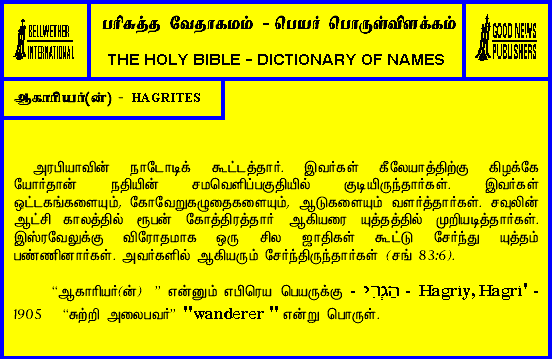 BELLWETHER
INTERNATIONAL
பரிசுத்த வேதாகமம் - பெயர் பொருள்விளக்கம்
THE HOLY BIBLE - DICTIONARY OF NAMES
GOOD NEWS
PUBLISHERS
ஆகாரியர்(ன்) - HAGRITES
அரபியாவின் நாடோடிக் கூட்டத்தார். இவர்கள் கீலேயாத்திற்கு கிழக்கே
யோர்தான் நதியின் சமவெளிப்பகுதியில் குடியிருந்தார்கள். இவர்கள்
ஒட்டகங்களையும், கோவேறுகழுதைகளையும், ஆடுகளையும் வளர்த்தார்கள். சவுலின்
ஆட்சி காலத்தில் ரூபன் கோத்திரத்தார் ஆகியரை யுத்தத்தில் முறியடித்தார்கள்.
இஸ்ரவேலுக்கு விரோதமாக ஒரு சில ஜாதிகள் கூட்டு சேர்ந்து யுத்தம்
பண்ணினார்கள். அவர்களில் ஆகியரும் சேர்ந்திருந்தார்கள் (சங் 83:6).
“ஆகாரியர்(ன்) ” என்னும் எபிரெய பெயருக்கு - הַגְרִי - Hagriy, Hagri' -
1905 “சுற்றி அலைபவர்” "wanderer " என்று பொருள்.